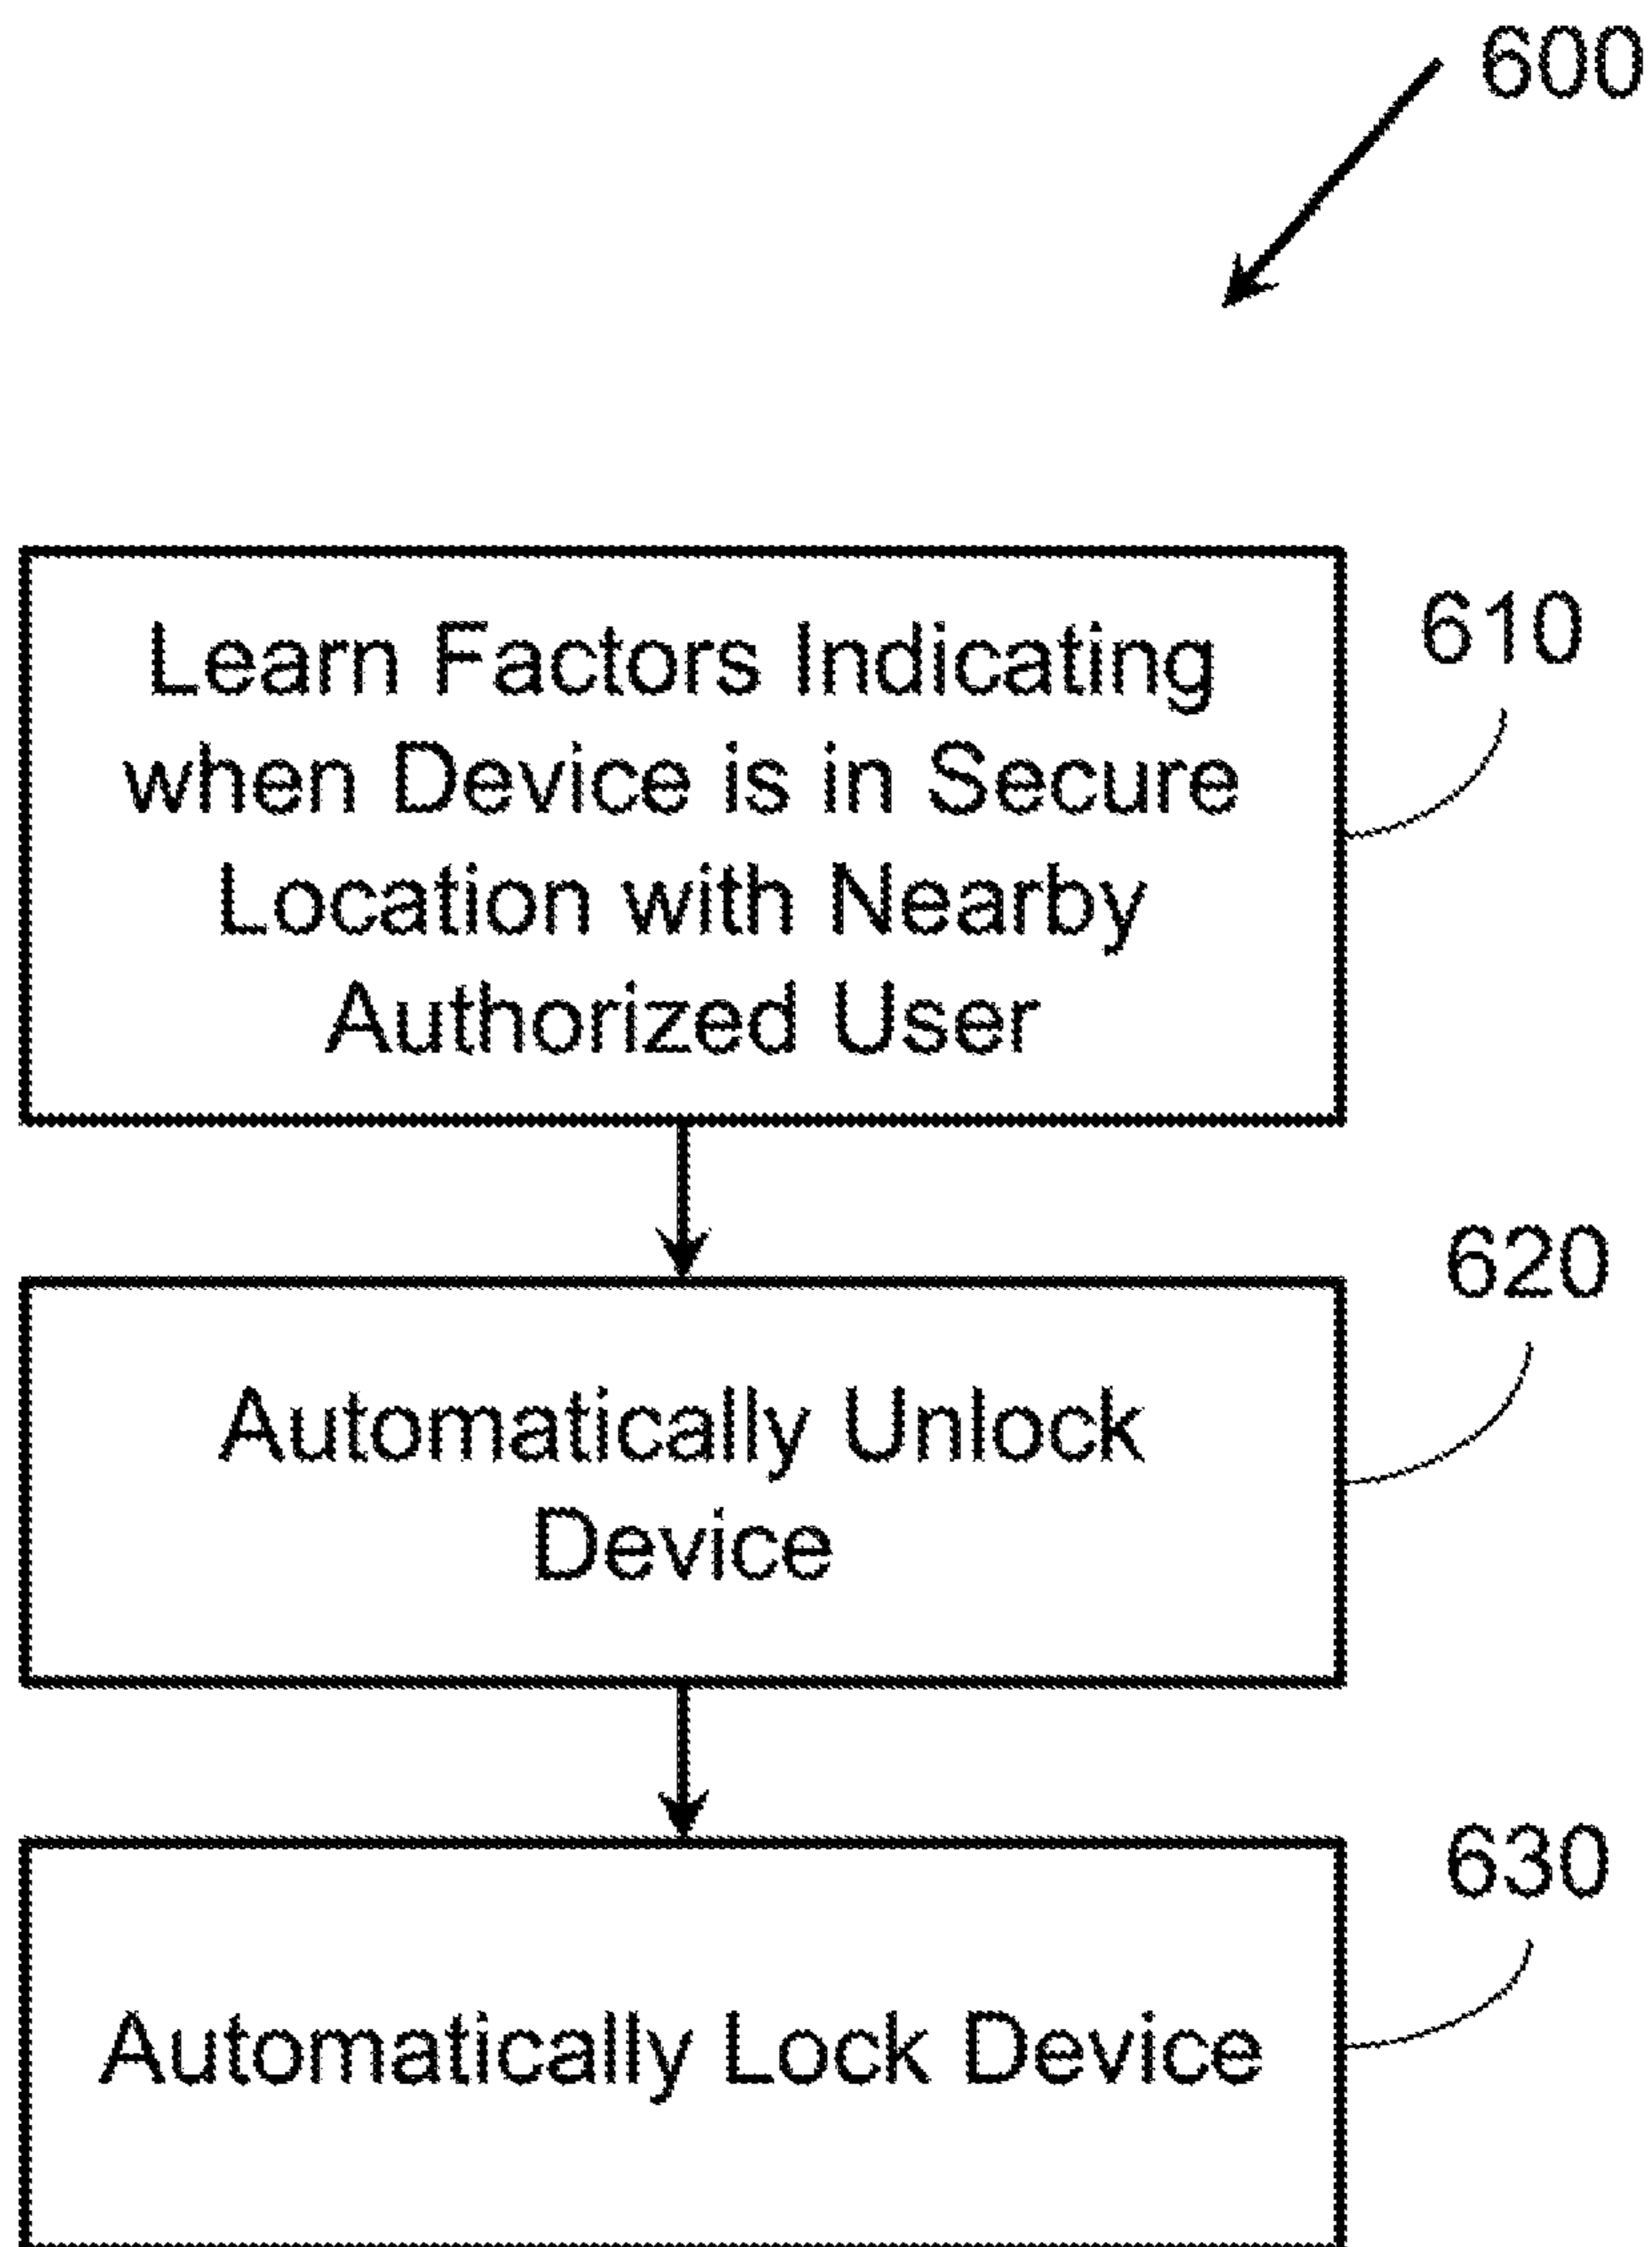 600
Learn Factors Indicating
when Device is in Secure
Location with Nearby
Authorized User
610
Automatically Unlock
Device
620
Automatically Lock Device
630